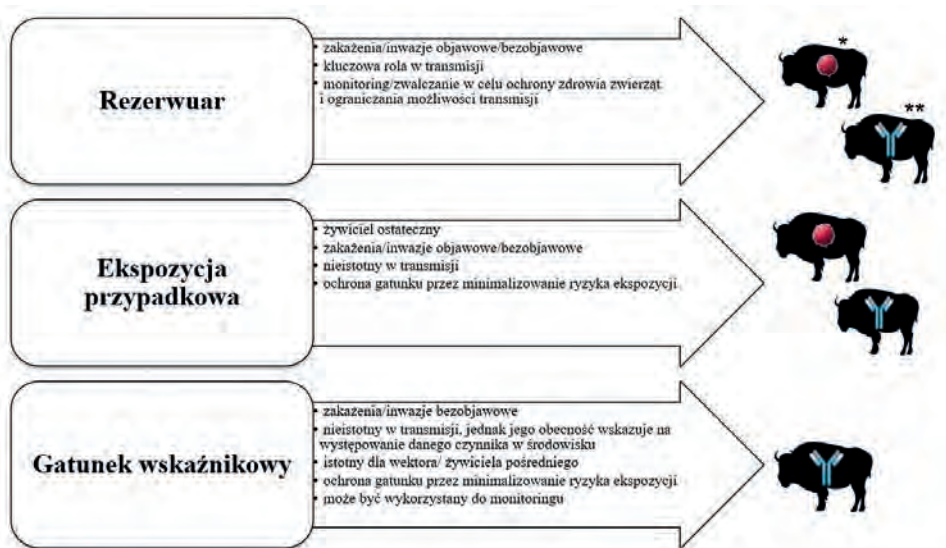 Rezerwuar
• zakażenia/inwazje objawowe/bezobjawowe
• kluczowa rola w transmisji
• monitoring/zwalczanie w celu ochrony zdrowia zwierząt
i ograniczania możliwości transmisji
*
**
Ekspozycja
przypadkowa
• żywiciel ostateczny
• zakażenia/inwazje objawowe/bezobjawowe
• nieistotny w transmisji
• ochrona gatunku przez minimalizowanie ryzyka ekspozycji
Gatunek wskaźnikowy
• zakażenia/inwazje bezobjawowe
• nieistotny w transmisji, jednak jego obecność wskazuje na
występowanie danego czynnika w środowisku
• istotny dla wektora/ żywiciela pośredniego
• ochrona gatunku przez minimalizowanie ryzyka ekspozycji
• może być wykorzystany do monitoringu